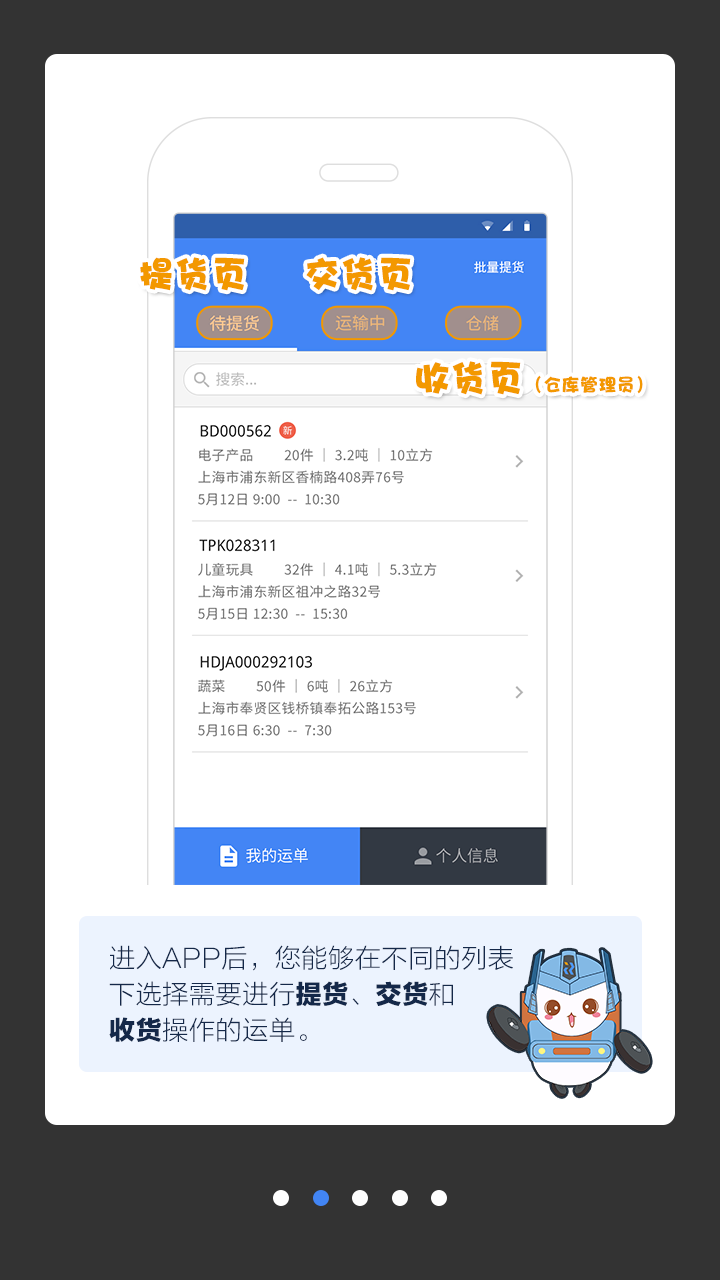 提货页
交货页
批量提货
待提货
运输中
仓储
搜索...
收货页（仓库管理员）
BD000562 新
电子产品 20件 | 3.2吨 | 10立方
上海市浦东新区香楠路408弄76号
5月12日 9:00 -- 10:30
TPK028311
儿童玩具 32件 | 4.1吨 | 5.3立方
上海市浦东新区祖冲之路32号
5月15日 12:30 -- 15:30
HDJA000292103
蔬菜 50件 | 6吨 | 26立方
上海市奉贤区钱桥镇奉拓公路153号
5月16日 6:30 -- 7:30
我的运单
个人信息
进入APP后，您能够在不同的列表
下选择需要进行提货、交货和
收货操作的运单。